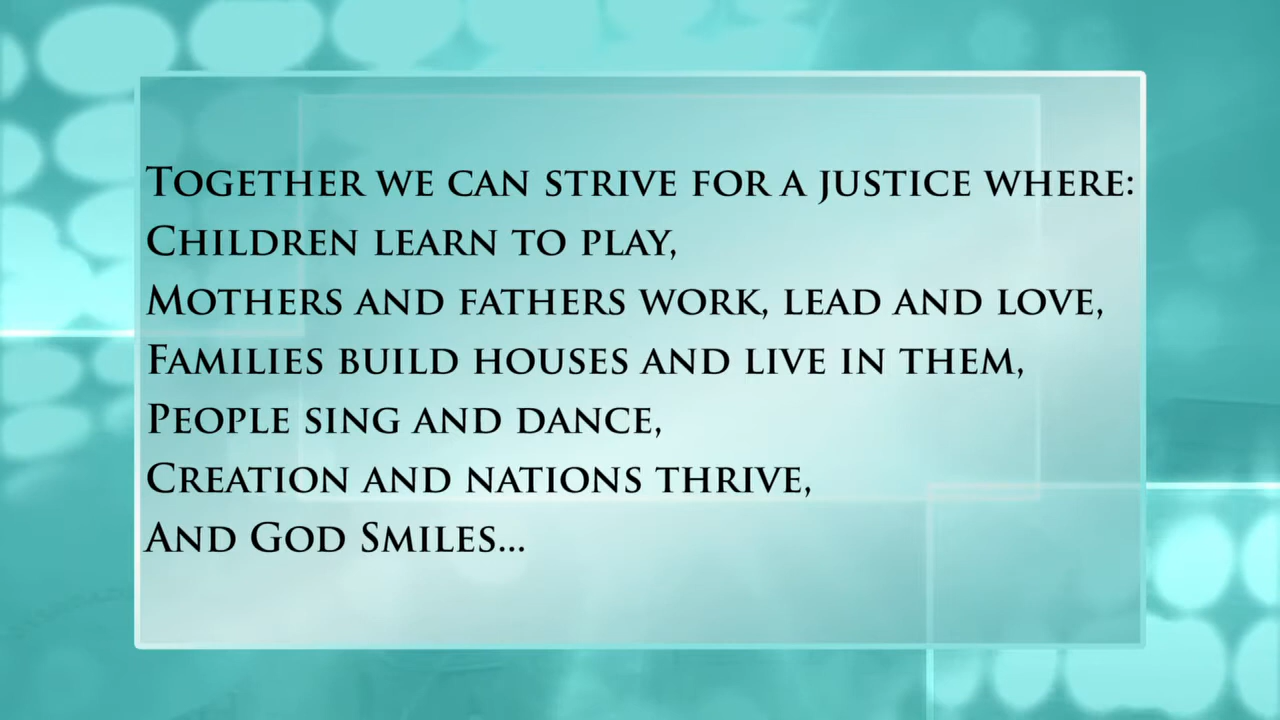 Together we can strive for a justice where:
Children learn to play,
Mothers and fathers work, lead and love,
Families build houses and live in them,
People sing and dance,
Creation and nations thrive,
And God Smiles...